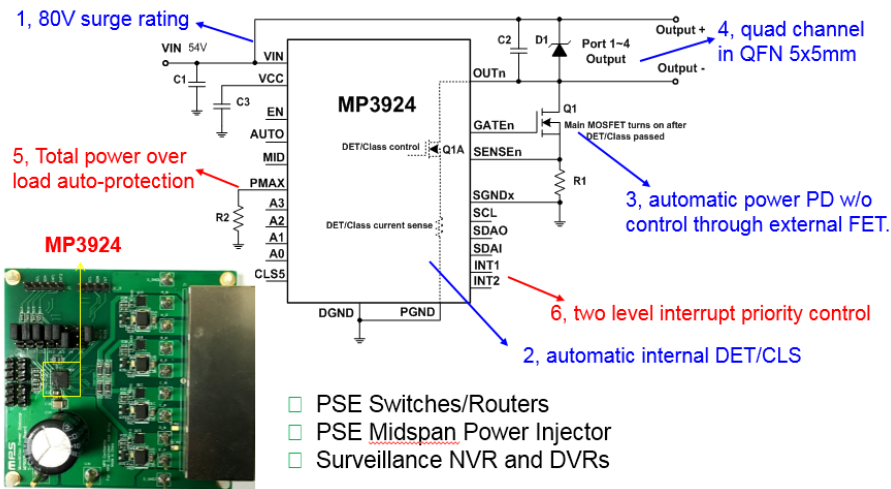 1, 80V surge rating
4, quad channel
in QFN 5x5mm
VIN 54V
C1
C3
VIN
VCC
EN
AUTO
MID
PMAX
A3
A2
A1
A0
CLS5
MP3924
DET/Class control
Q1A
DET/Class current sense
DGND
PGND
OUTn
GATEn
SENSEn
SGNDx
SCL
SDAO
SDAI
INT1
INT2
C2
D1
Port 1~4
Output
Output +
Output -
Q1
Main MOSFET turns on after
DET/Class passed
R1
R2
5, Total power over
load auto-protection
3, automatic power PD w/o
control through external FET.
MP3924
6, two level interrupt priority control
2, automatic internal DET/CLS
PSE Switches/Routers
PSE Midspan Power Injector
Surveillance NVR and DVRs
mps